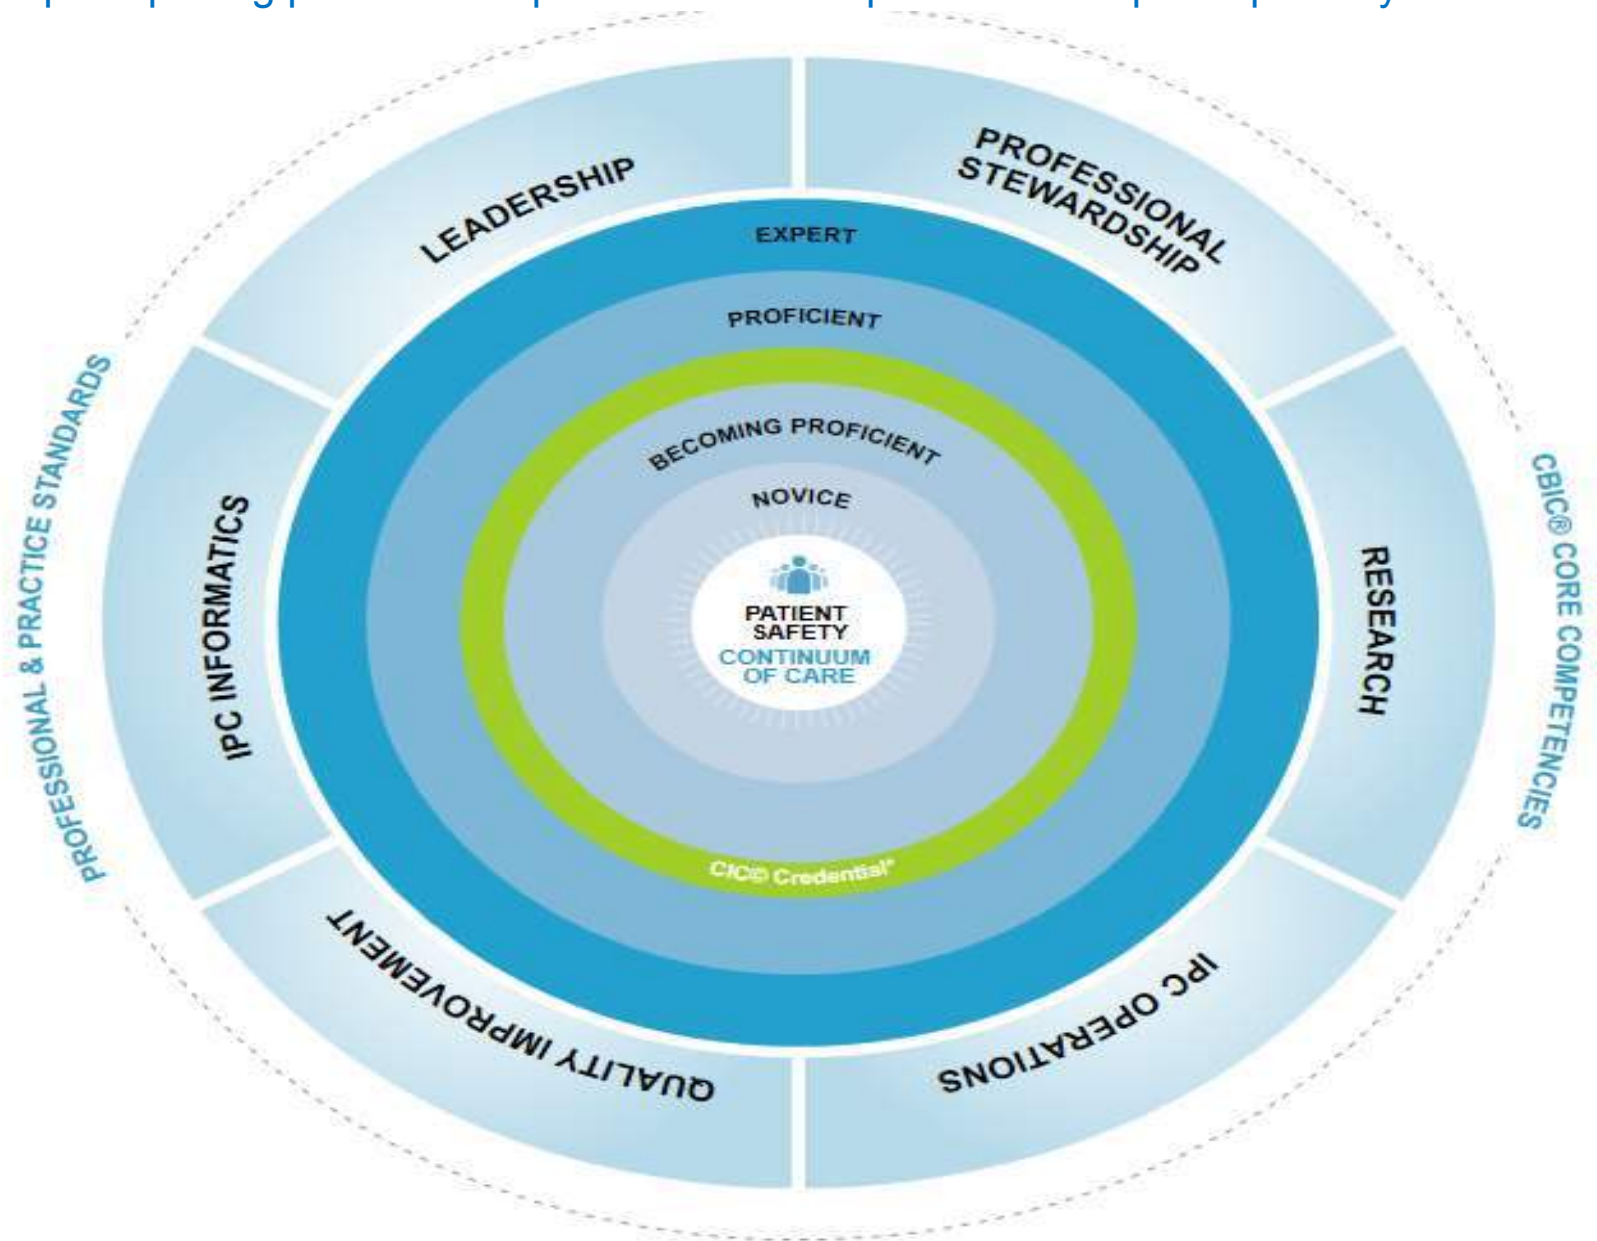 LEADERSHIP
PROFESSIONAL
STEWARDSHIP
EXPERT
PROFICIENT
BECOMING PROFICIENT
NOVICE
PATIENT
SAFETY
CONTINUUM
OF CARE
CIC© Credential*
IPC INFORMATICS
RESEARCH
QUALITY IMPROVEMENT
IPC OPERATIONS
PROFESSIONAL & PRACTICE STANDARDS
CBIC® CORE COMPETENCIES